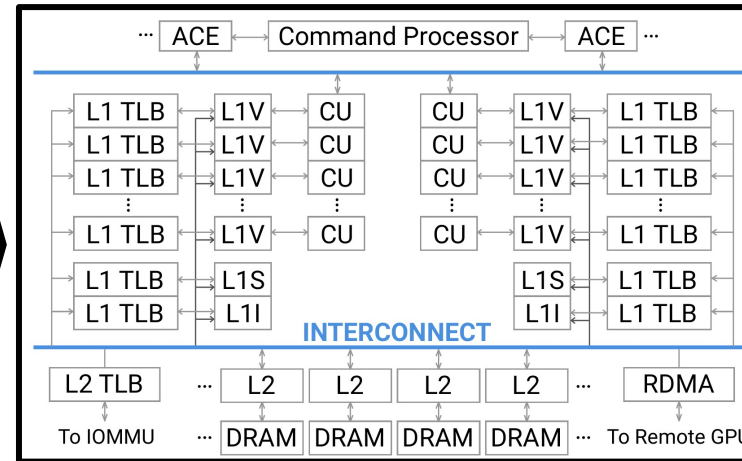 ... ACE Command Processor ACE ...
L1 TLB L1V CU CU L1V L1 TLB
L1 TLB L1V CU CU L1V L1 TLB
L1 TLB L1V CU CU L1V L1 TLB
... ... ... ... ... ...
L1 TLB L1V CU CU L1V L1 TLB
L1 TLB L1S L1S L1 TLB
L1 TLB L1I L1I L1 TLB
INTERCONNECT
L2 TLB ... L2 L2 L2 L2 ... RDMA
To IOMMU ... DRAM DRAM DRAM DRAM ... To Remote GPU